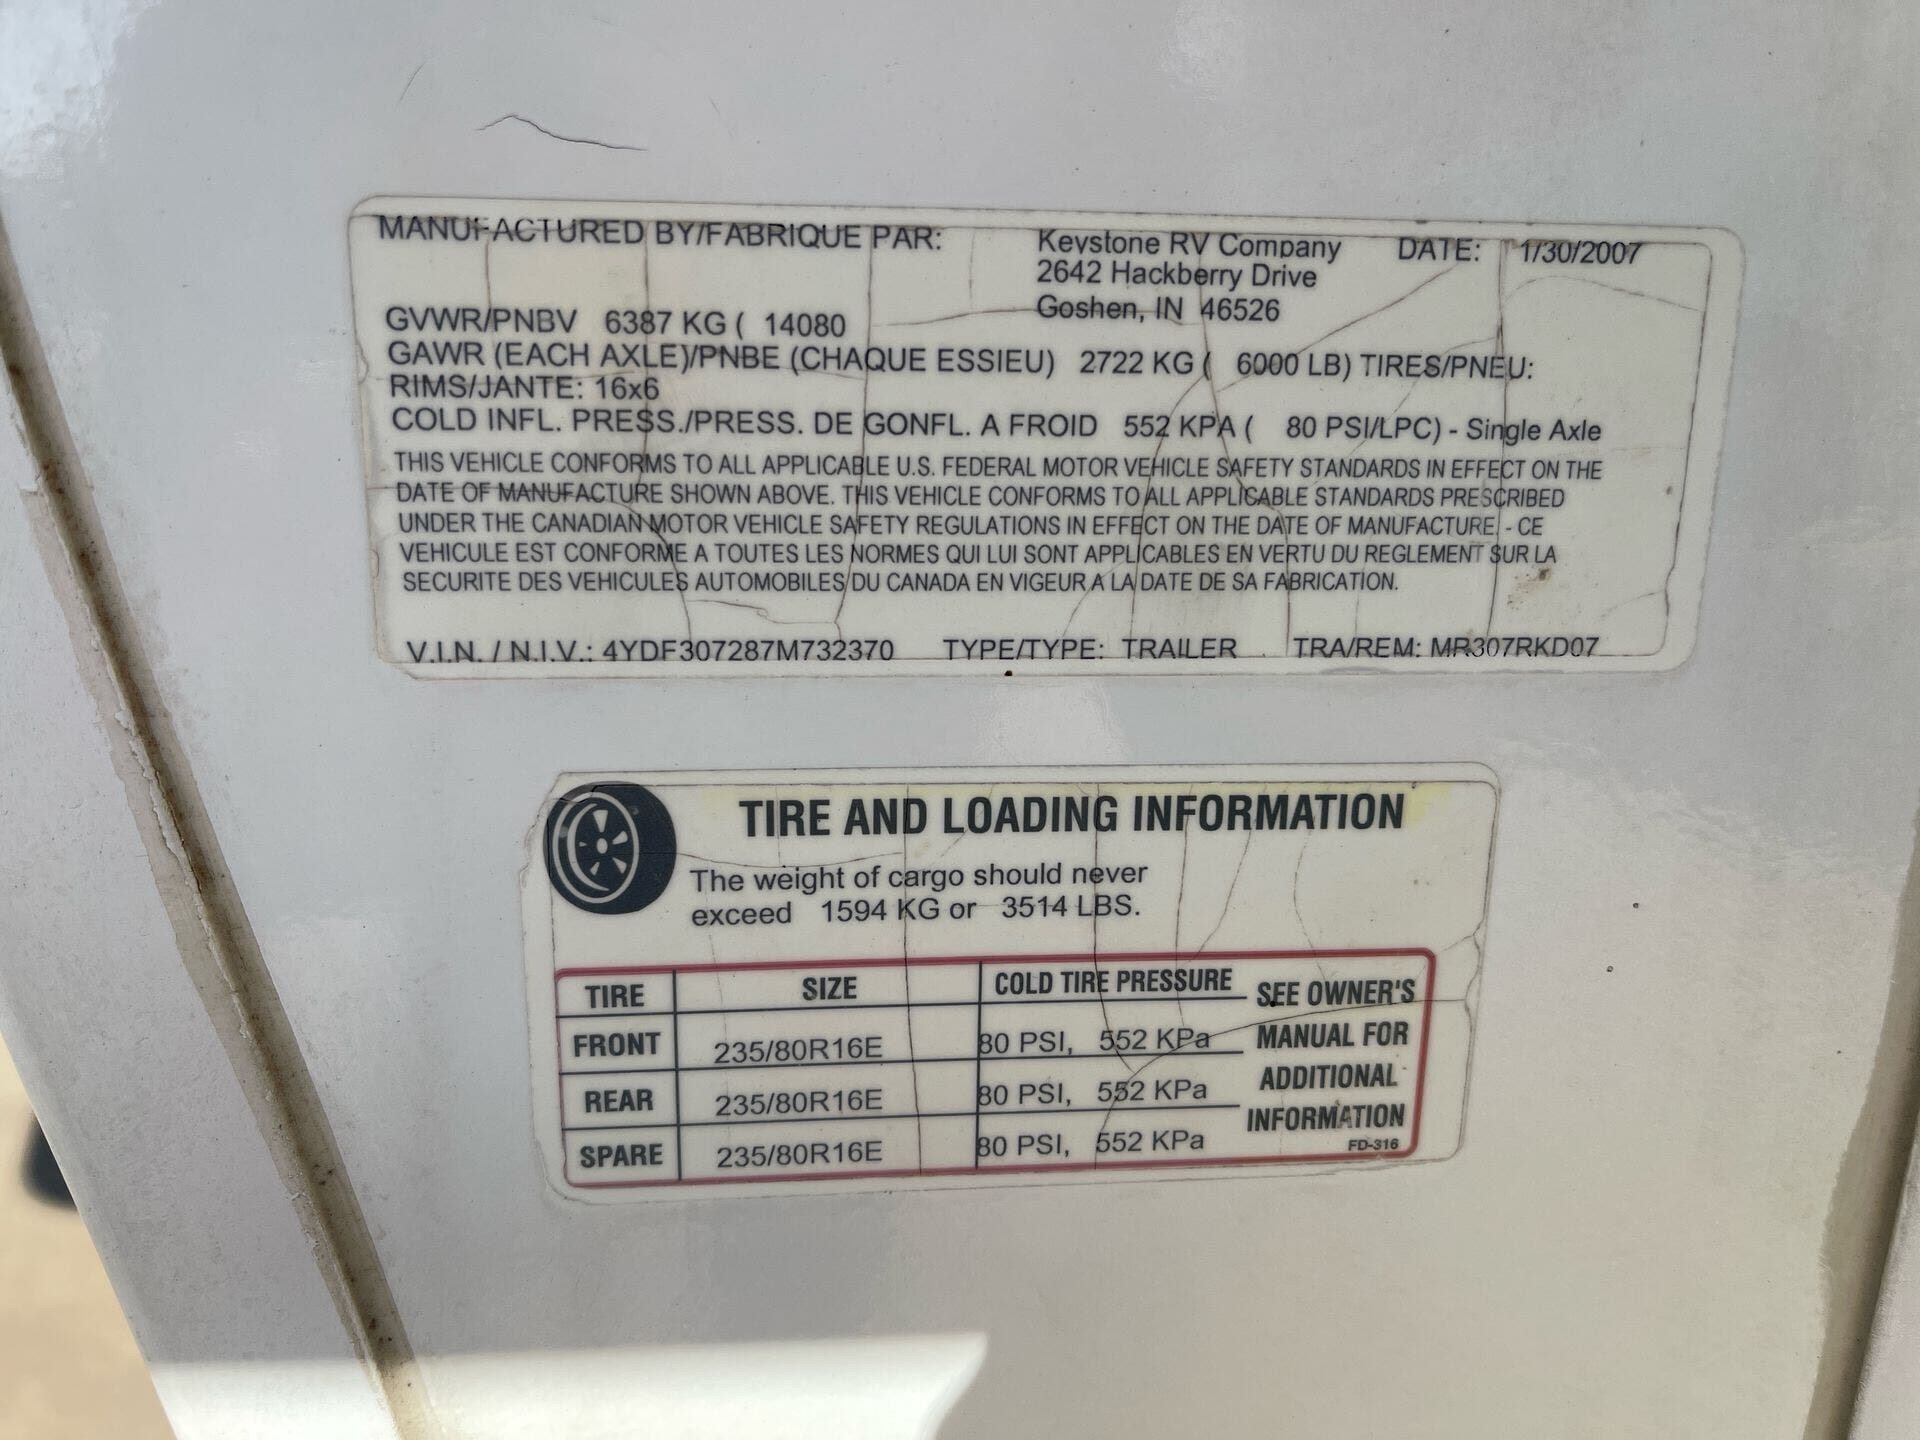 MANUFACTURED BY/FABRIQUE PAR: Keystone RV Company DATE: 1/30/2007
2642 Hackberry Drive
Goshen, IN 46526
GVWR/PNBV 6387 KG ( 14080
GAWR (EACH AXLE)/PNBE (CHAQUE ESSIEU) 2722 KG ( 6000 LB) TIRES/PNEU:
RIMS/JANTE: 16x6
COLD INFL. PRESS./PRESS. DE GONFL. A FROID 552 KPA ( 80 PSI/LPC) - Single Axle
THIS VEHICLE CONFORMS TO ALL APPLICABLE U.S. FEDERAL MOTOR VEHICLE SAFETY STANDARDS IN EFFECT ON THE
DATE OF MANUFACTURE SHOWN ABOVE. THIS VEHICLE CONFORMS TO ALL APPLICABLE STANDARDS PRESCRIBED
UNDER THE CANADIAN MOTOR VEHICLE SAFETY REGULATIONS IN EFFECT ON THE DATE OF MANUFACTURE. - CE
VEHICULE EST CONFORME A TOUTES LES NORMES QUI LUI SONT APPLICABLES EN VERTU DU REGLEMENT SUR LA
SECURITE DES VEHICULES AUTOMOBILES DU CANADA EN VIGEUR A LA DATE DE SA FABRICATION.
V.I.N. / N.I.V.: 4YDF307287M732370 TYPE/TYPE: TRAILER TRA/REM: MR307RKD07
TIRE AND LOADING INFORMATION
The weight of cargo should never
exceed 1594 KG or 3514 LBS.
TIRE SIZE COLD TIRE PRESSURE SEE OWNER'S
FRONT 235/80R16E 80 PSI, 552 KPa MANUAL FOR
ADDITIONAL
REAR 235/80R16E 80 PSI, 552 KPa INFORMATION
SPARE 235/80R16E 80 PSI, 552 KPa FD-316